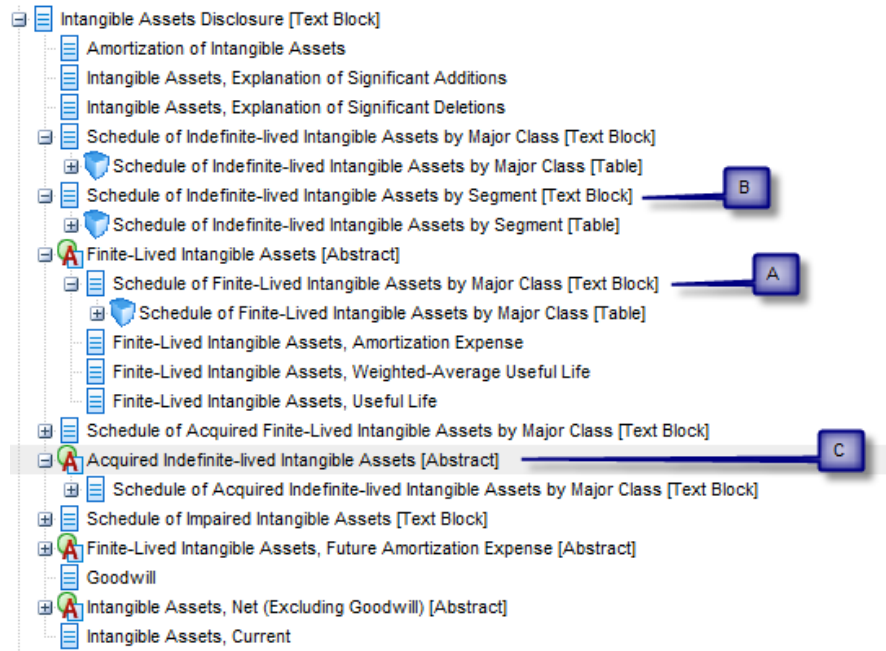 Intangible Assets Disclosure [Text Block]
Amortization of Intangible Assets
Intangible Assets, Explanation of Significant Additions
Intangible Assets, Explanation of Significant Deletions
Schedule of Indefinite-lived Intangible Assets by Major Class [Text Block]
Schedule of Indefinite-lived Intangible Assets by Major Class [Table]
Schedule of Indefinite-lived Intangible Assets by Segment [Text Block]
B
Schedule of Indefinite-lived Intangible Assets by Segment [Table]
A Finite-Lived Intangible Assets [Abstract]
Schedule of Finite-Lived Intangible Assets by Major Class [Text Block]
A
Schedule of Finite-Lived Intangible Assets by Major Class [Table]
Finite-Lived Intangible Assets, Amortization Expense
Finite-Lived Intangible Assets, Weighted-Average Useful Life
Finite-Lived Intangible Assets, Useful Life
Schedule of Acquired Finite-Lived Intangible Assets by Major Class [Text Block]
A Acquired Indefinite-lived Intangible Assets [Abstract]
C
Schedule of Acquired Indefinite-lived Intangible Assets by Major Class [Text Block]
Schedule of Impaired Intangible Assets [Text Block]
A Finite-Lived Intangible Assets, Future Amortization Expense [Abstract]
Goodwill
A Intangible Assets, Net (Excluding Goodwill) [Abstract]
Intangible Assets, Current